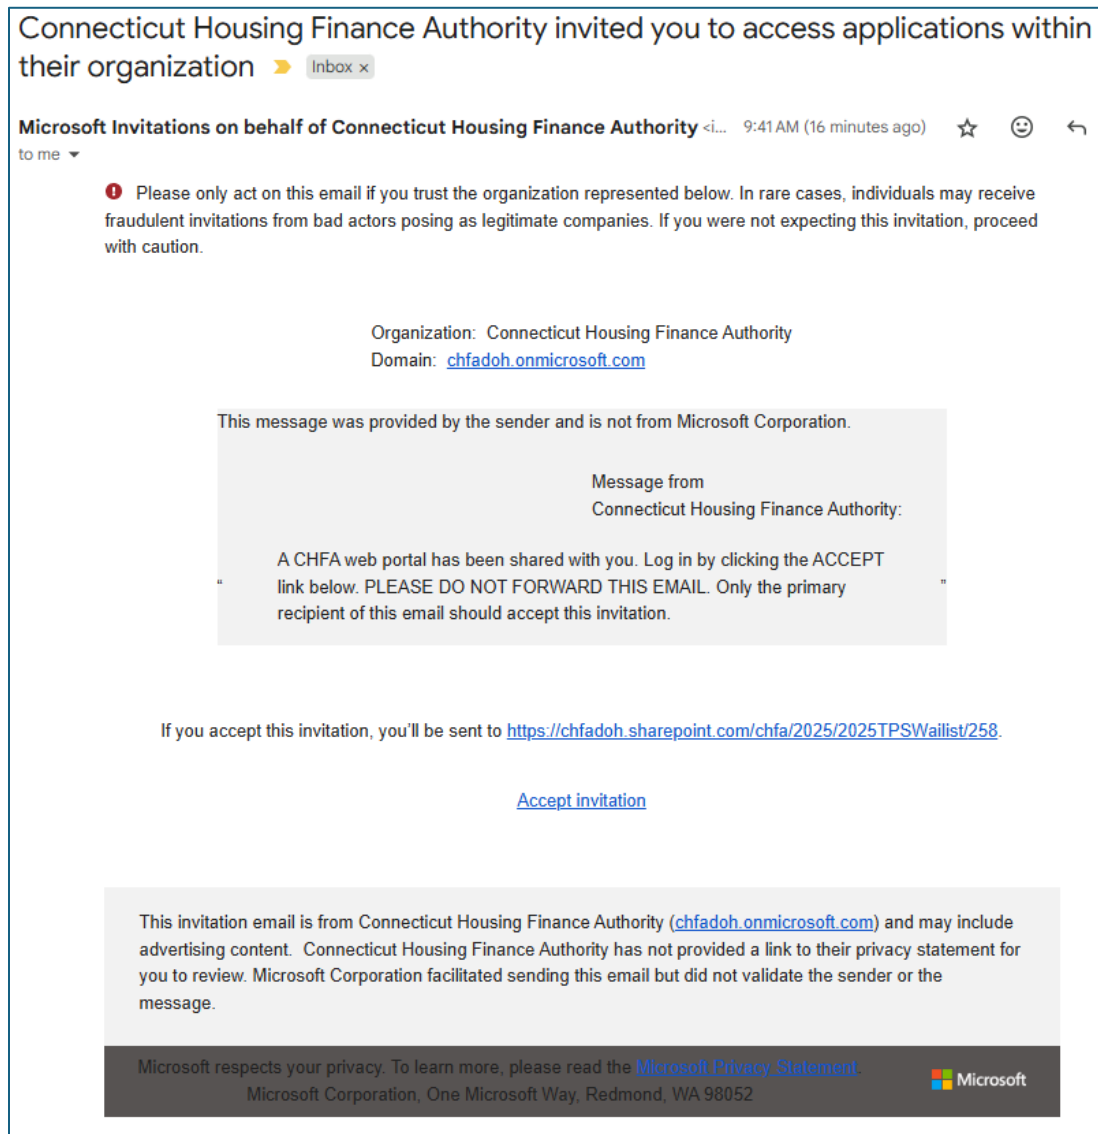 Connecticut Housing Finance Authority invited you to access applications within
their organization Inbox x
Microsoft Invitations on behalf of Connecticut Housing Finance Authority <i... 9:41 AM (16 minutes ago)
to me
Please only act on this email if you trust the organization represented below. In rare cases, individuals may receive
fraudulent invitations from bad actors posing as legitimate companies. If you were not expecting this invitation, proceed
with caution.
Organization: Connecticut Housing Finance Authority
Domain: chfadoh.onmicrosoft.com
This message was provided by the sender and is not from Microsoft Corporation.
Message from
Connecticut Housing Finance Authority:
A CHFA web portal has been shared with you. Log in by clicking the ACCEPT
“ link below. PLEASE DO NOT FORWARD THIS EMAIL. Only the primary ”
recipient of this email should accept this invitation.
If you accept this invitation, you’ll be sent to https://chfadoh.sharepoint.com/chfa/2025/2025TPSWailist/258.
Accept invitation
This invitation email is from Connecticut Housing Finance Authority (chfadoh.onmicrosoft.com) and may include
advertising content. Connecticut Housing Finance Authority has not provided a link to their privacy statement for
you to review. Microsoft Corporation facilitated sending this email but did not validate the sender or the
message.
Microsoft respects your privacy. To learn more, please read the Microsoft Privacy Statement.
Microsoft Corporation, One Microsoft Way, Redmond, WA 98052
Microsoft